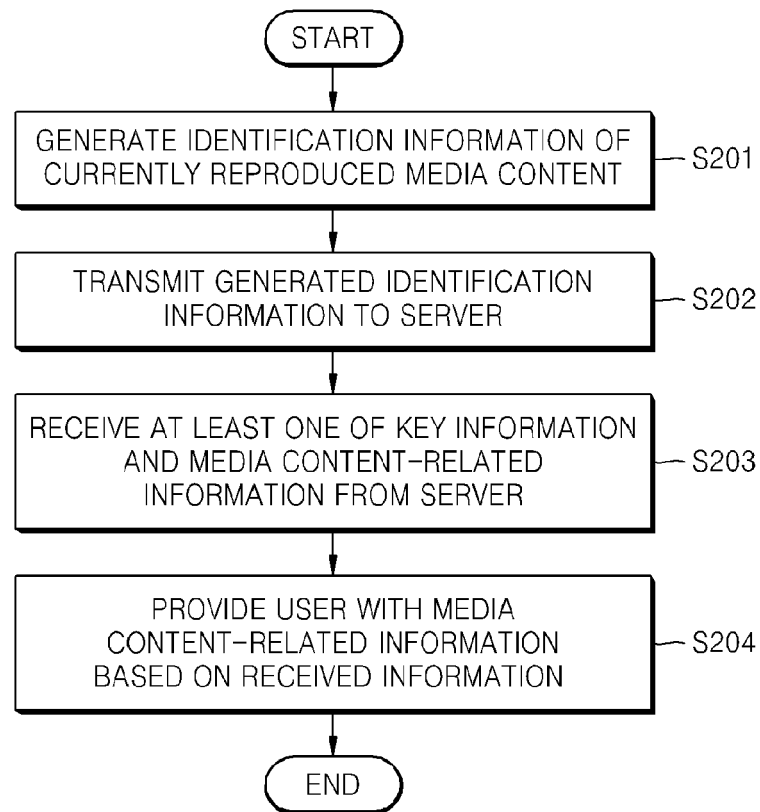 START
GENERATE IDENTIFICATION INFORMATION OF
CURRENTLY REPRODUCED MEDIA CONTENT
S201
TRANSMIT GENERATED IDENTIFICATION
INFORMATION TO SERVER
S202
RECEIVE AT LEAST ONE OF KEY INFORMATION
AND MEDIA CONTENT-RELATED
INFORMATION FROM SERVER
S203
PROVIDE USER WITH MEDIA
CONTENT-RELATED INFORMATION
BASED ON RECEIVED INFORMATION
S204
END